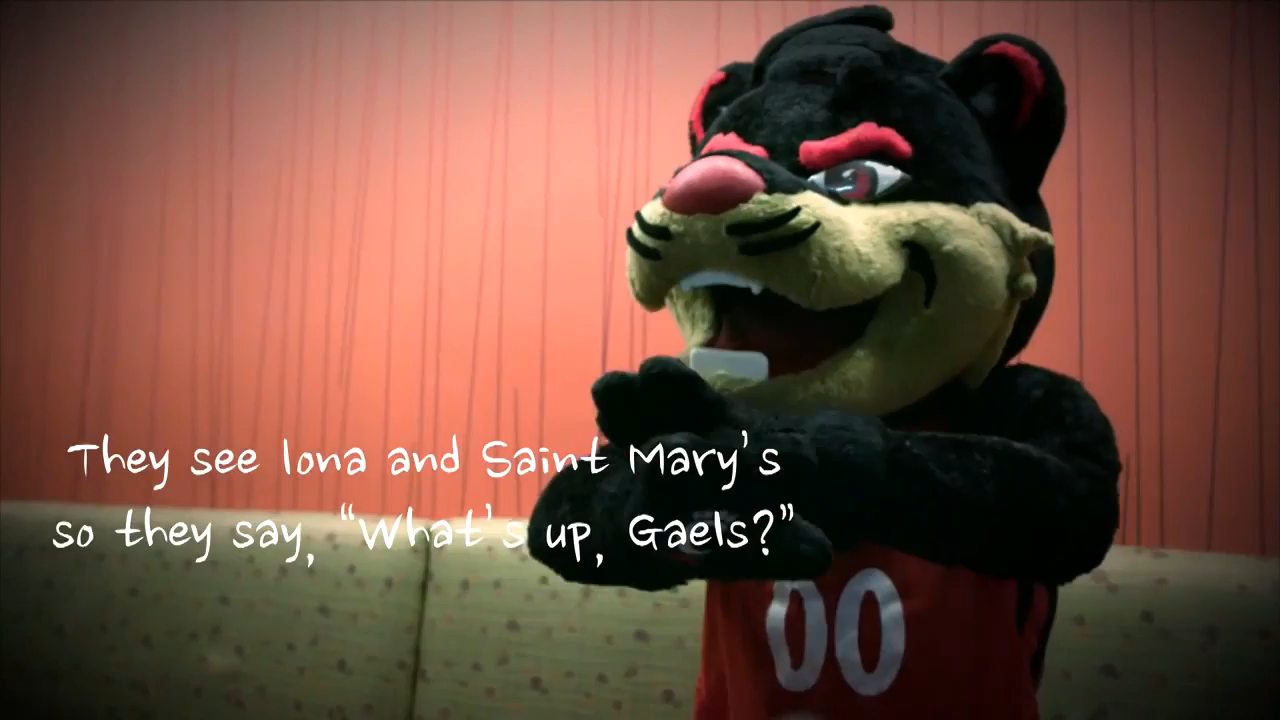 They see Iona and Saint Mary's
so they say, “What's up, Gaels?”
00